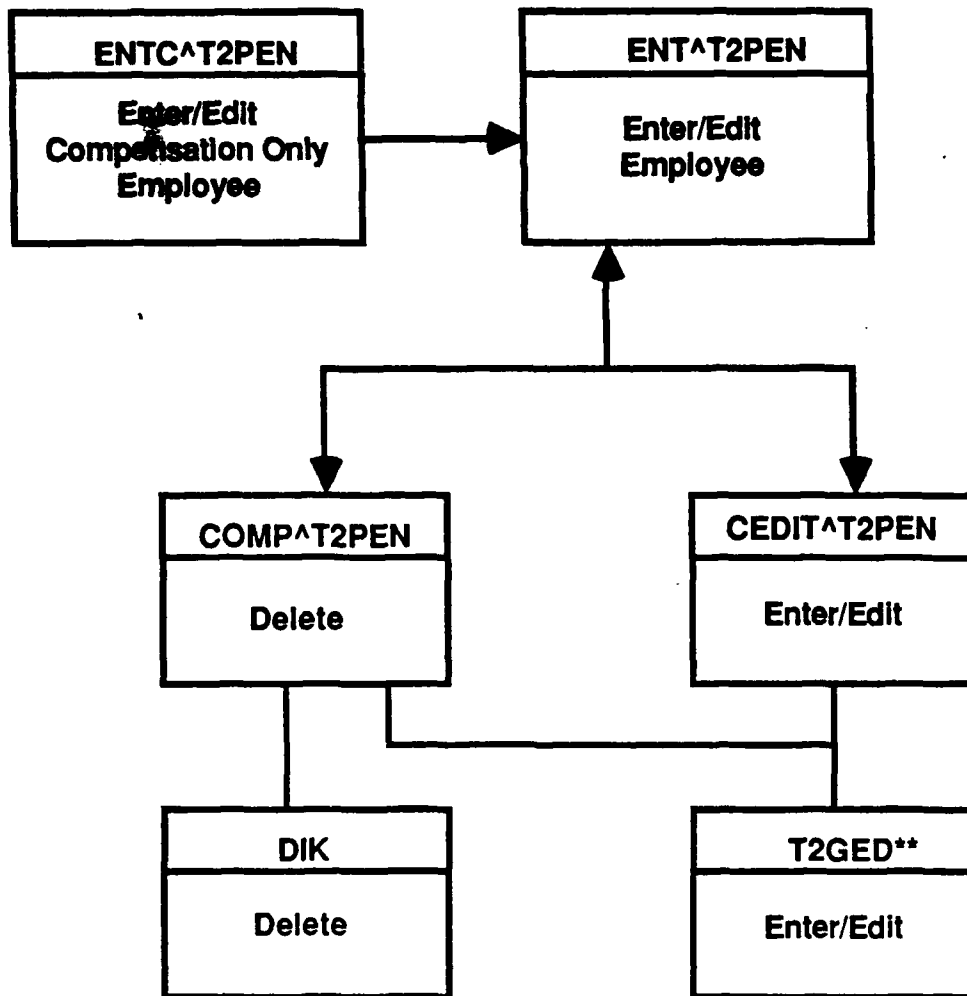 ENTC^T2PEN
Enter/Edit
Compensation Only
Employee
ENT^T2PEN
Enter/Edit
Employee
COMP^T2PEN
Delete
CEDIT^T2PEN
Enter/Edit
DIK
Delete
T2GED**
Enter/Edit